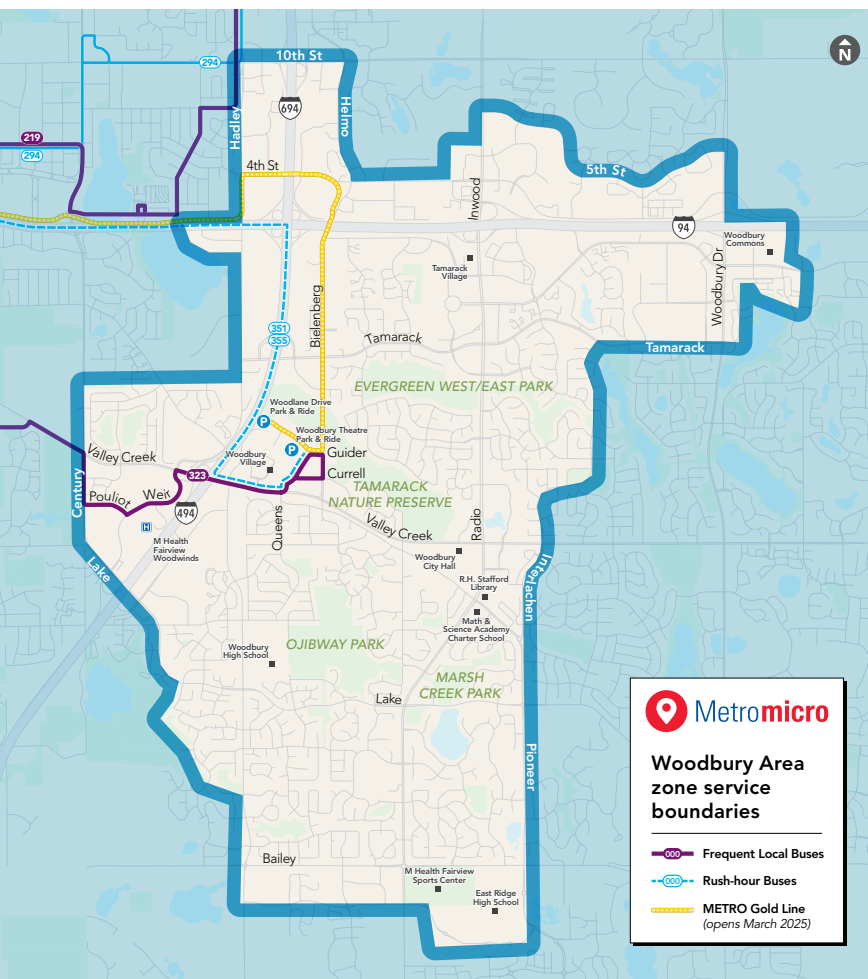 10th St
N
294
694
Helmo
Hadley
219
294
4th St
5th St
Inwood
94
Woodbury
Commons
Tamarack
Village
Woodbury Dr
Bielenberg
351
355
Tamarack
Tamarack
EVERGREEN WEST/EAST PARK
Woodlane Drive
Park & Ride
P
Woodbury Theatre
Park & Ride
P
Guider
Valley Creek
Woodbury
Village
Currell
323
TAMARACK
NATURE PRESERVE
Century
Pouliot
Weir
494
H
Queens
Valley Creek
Radio
M Health
Fairview
Woodwinds
Woodbury
City Hall
Lake
Interlachen
R.H. Stafford
Library
Math &
Science Academy
Charter School
OJIBWAY PARK
Woodbury
High School
MARSH
CREEK PARK
Lake
Pioneer
Bailey
M Health Fairview
Sports Center
East Ridge
High School
Metromicro
Woodbury Area
zone service
boundaries
000 Frequent Local Buses
000 Rush-hour Buses
METRO Gold Line
(opens March 2025)